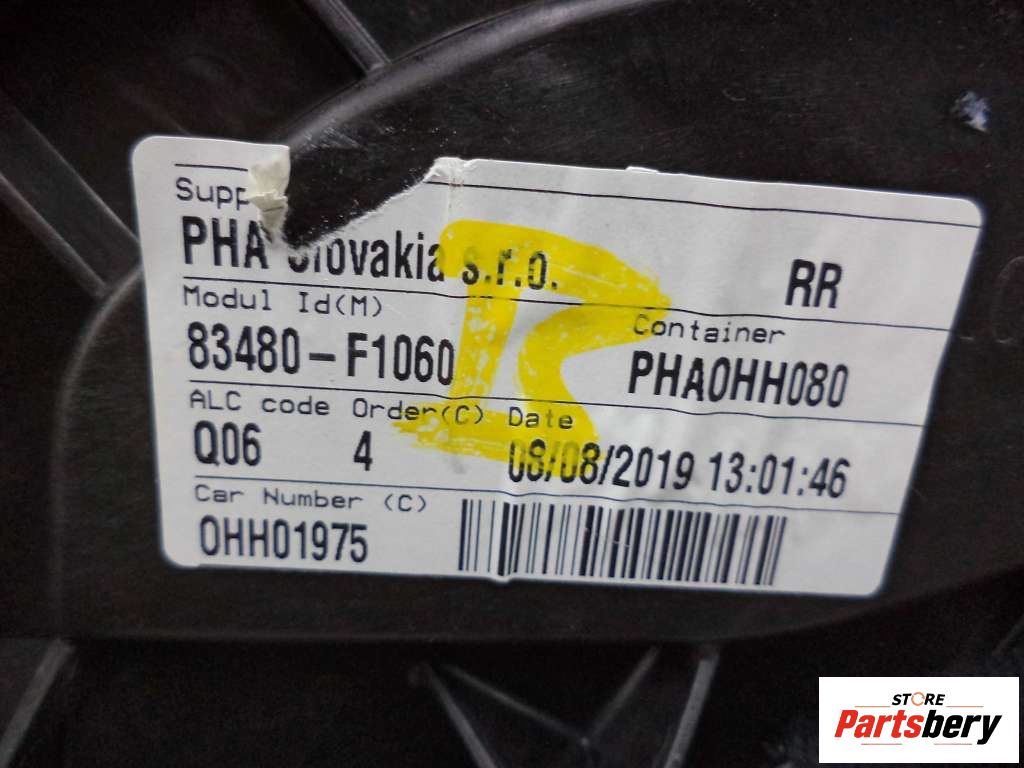 Supp
PHA Slovakia s.r.o. RR
Modul Id(M) Container
83480-F1060 PHA0HH080
ALC code Order(C) Date
Q06 4 08/08/2019 13:01:46
Car Number (C)
0HH01975
STORE
Partsbery